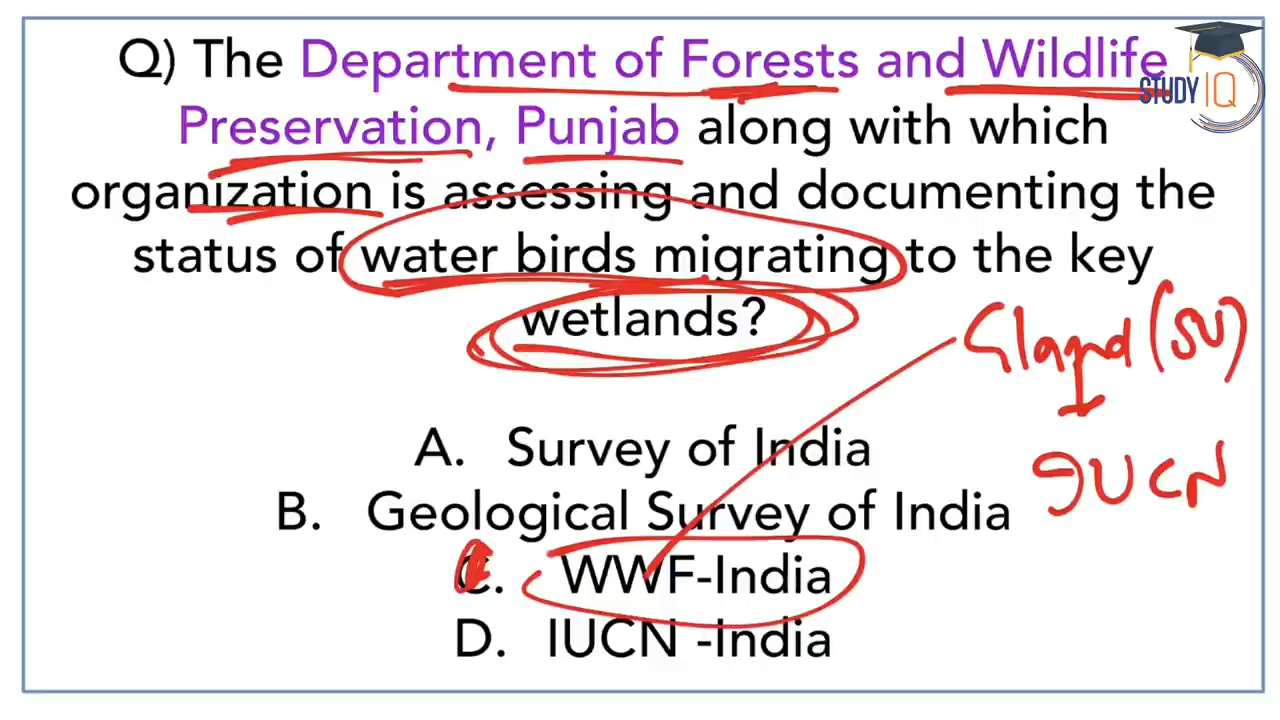 Q) The Department of Forests and Wildlife
Preservation, Punjab along with which
organization is assessing and documenting the
status of water birds migrating to the key
wetlands?
A. Survey of India
B. Geological Survey of India
C. WWF-India
D. IUCN -India
STUDY IQ
IUCN